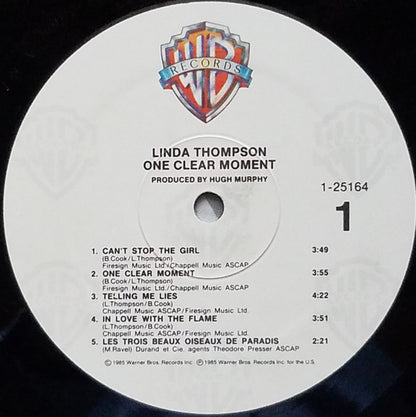 WB
RECORDS
LINDA THOMPSON
ONE CLEAR MOMENT
PRODUCED BY HUGH MURPHY
1-25164
1
1. CAN'T STOP THE GIRL 3:49
(B.Cook/L.Thompson)
Firesign Music Ltd./Chappell Music ASCAP
2. ONE CLEAR MOMENT 3:55
(B.Cook/L.Thompson)
Firesign Music Ltd./Chappell Music ASCAP
3. TELLING ME LIES 4:22
(L.Thompson/B.Cook)
Chappell Music ASCAP/Firesign Music Ltd.
4. IN LOVE WITH THE FLAME 3:51
(L.Thompson/B.Cook)
Chappell Music ASCAP/Firesign Music Ltd.
5. LES TROIS BEAUX OISEAUX DE PARADIS 2:21
(M.Ravel) Durand et Cie. agents Theodore Presser ASCAP
Ⓒ1985 Warner Bros. Records Inc. Ⓟ1985 Warner Bros. Records Inc. for the U.S.